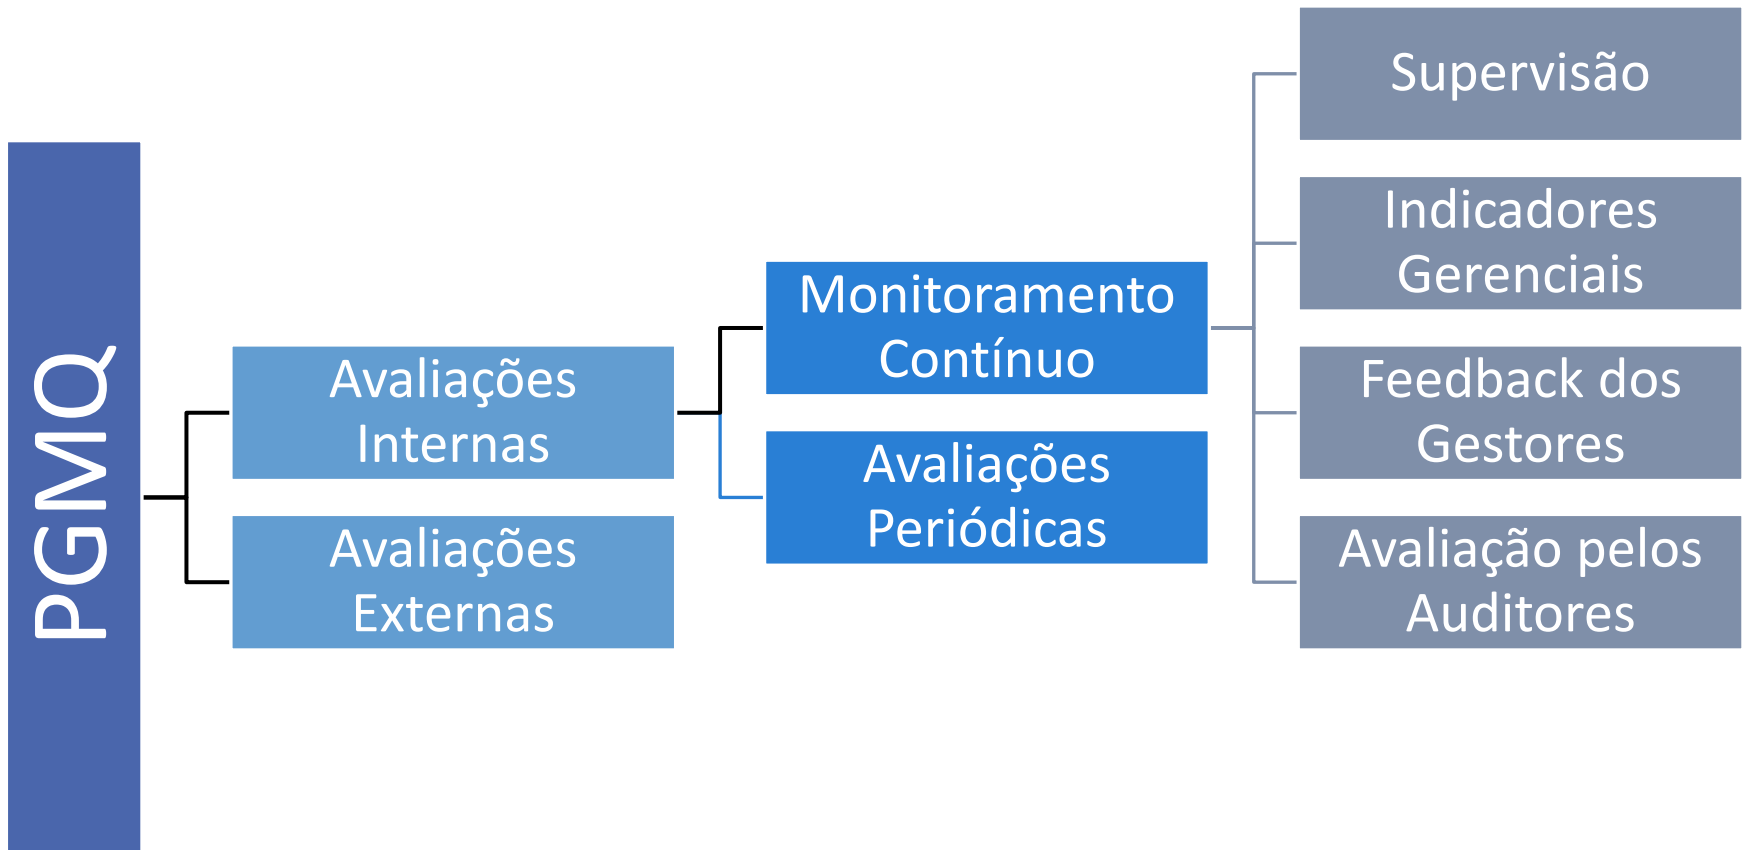 PGMQ
Avaliações
Internas
Avaliações
Externas
Monitoramento
Contínuo
Avaliações
Periódicas
Supervisão
Indicadores
Gerenciais
Feedback dos
Gestores
Avaliação pelos
Auditores